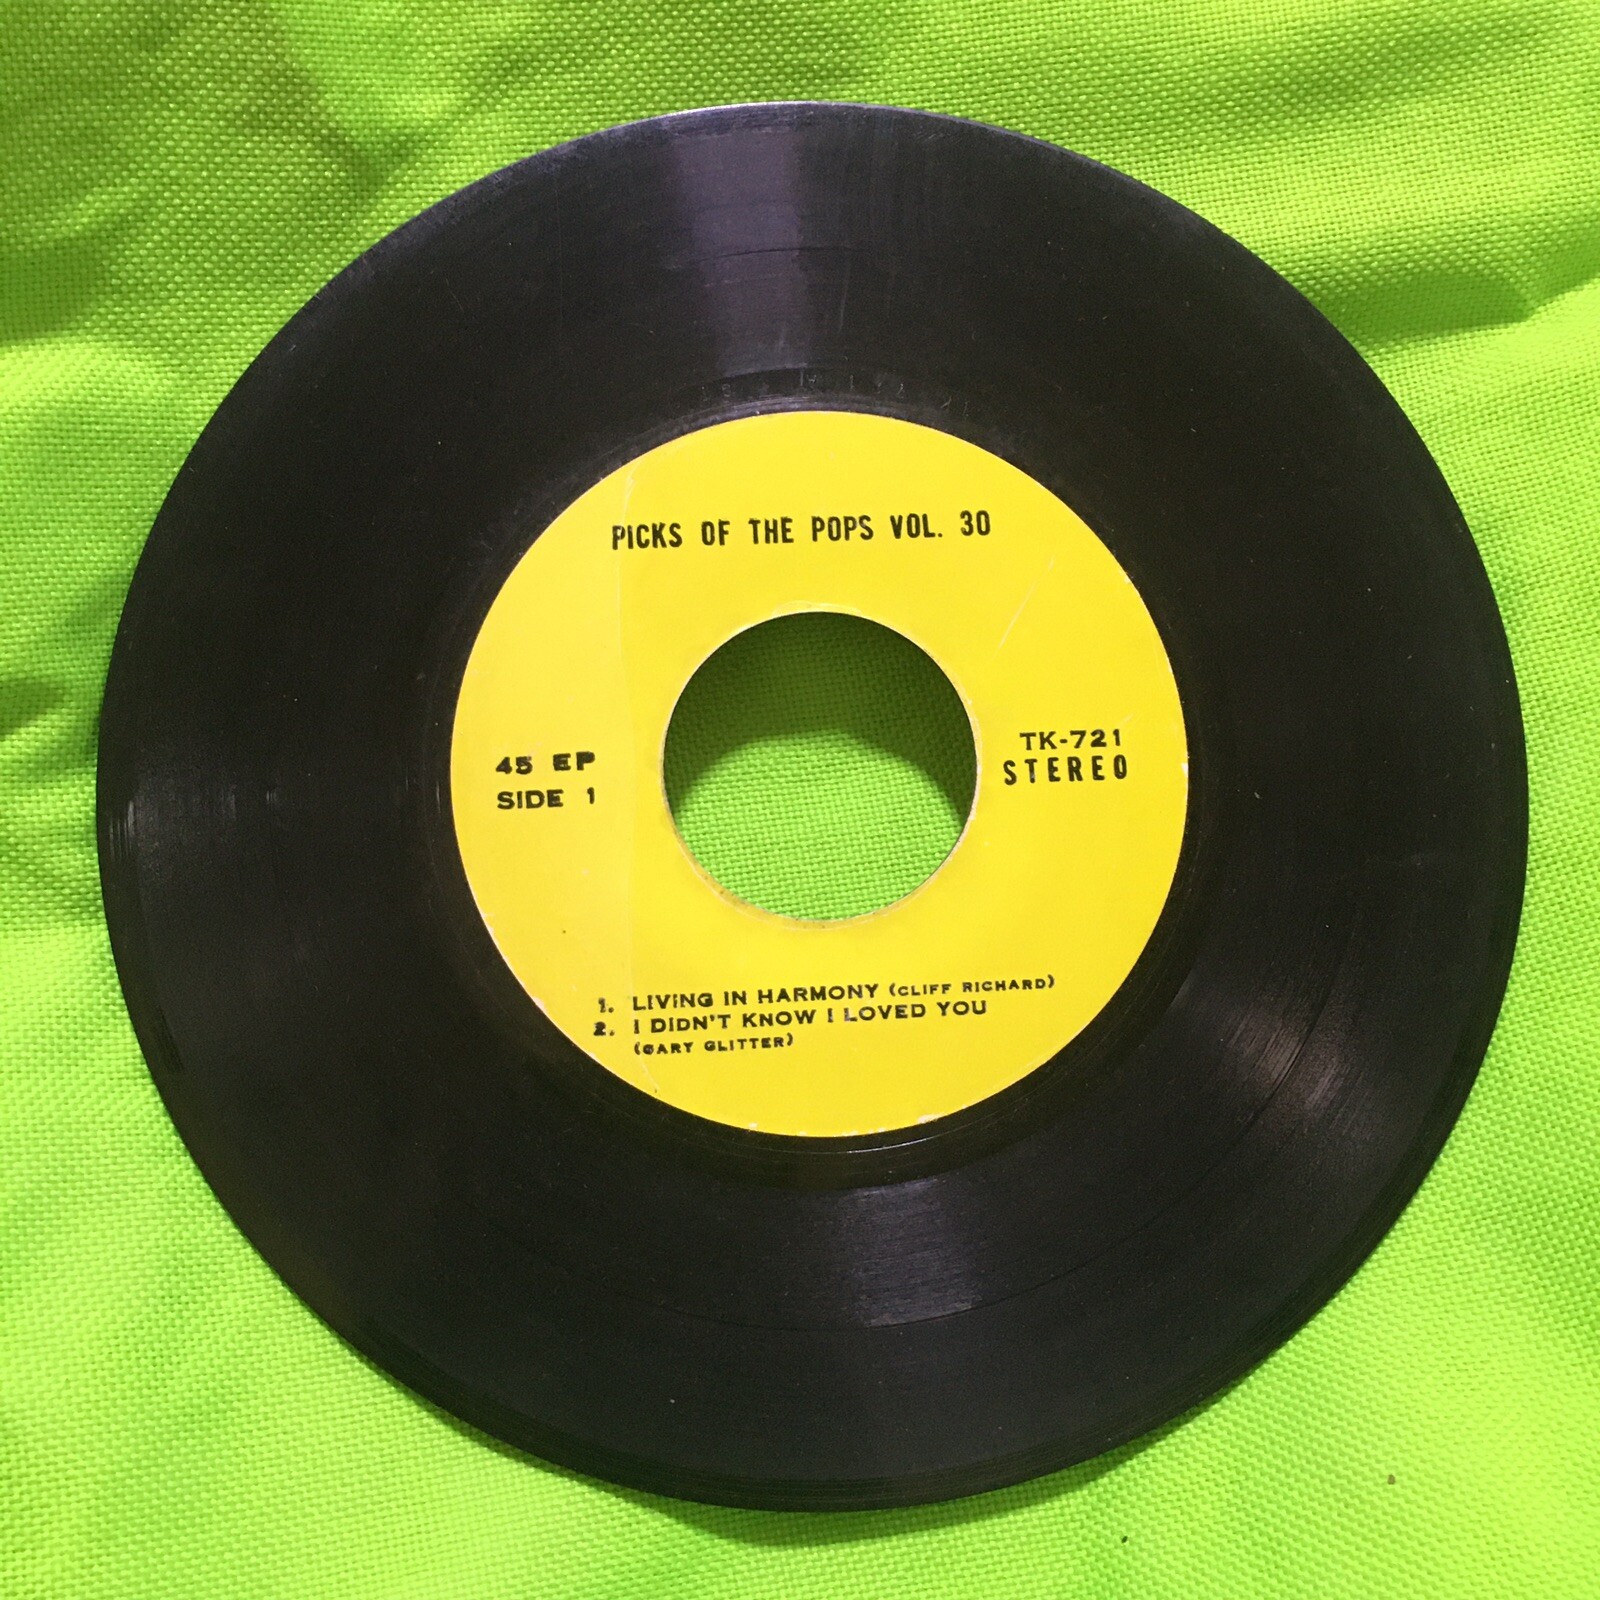 PICKS OF THE POPS VOL. 30
45 EP
SIDE 1
TK-721
STEREO
1. LIVING IN HARMONY (CLIFF RICHARD)
2. I DIDN'T KNOW I LOVED YOU
(GARY GLITTER)